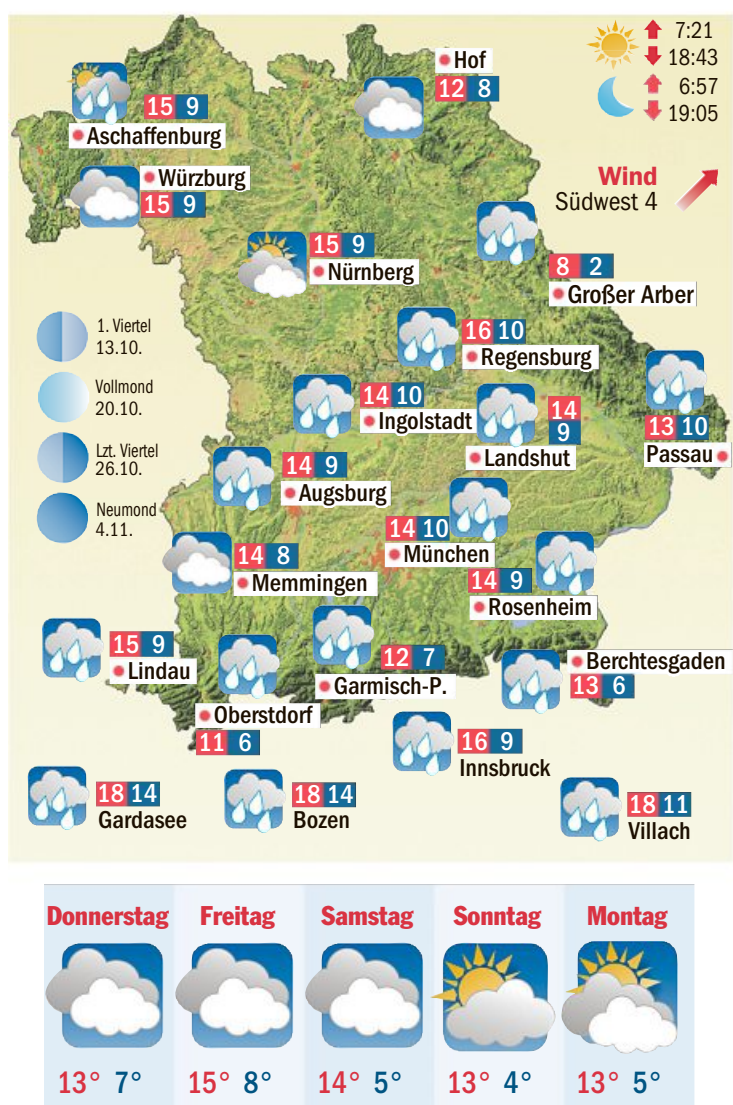 7:21
18:43
6:57
19:05
Wind
Südwest 4
Hof
12 8
15 9
Aschaffenburg
Würzburg
15 9
15 9
Nürnberg
8 2
Großer Arber
1. Viertel
13.10.
Vollmond
20.10.
Lzt. Viertel
26.10.
Neumond
4.11.
16 10
Regensburg
14 10
Ingolstadt
14
9
Landshut
13 10
Passau
14 9
Augsburg
14 10
München
14 8
Memmingen
14 9
Rosenheim
15 9
Lindau
12 7
Garmisch-P.
Berchtesgaden
13 6
Oberstdorf
11 6
16 9
Innsbruck
18 14
Gardasee
18 14
Bozen
18 11
Villach
Donnerstag Freitag Samstag Sonntag Montag
13° 7° 15° 8° 14° 5° 13° 4° 13° 5°